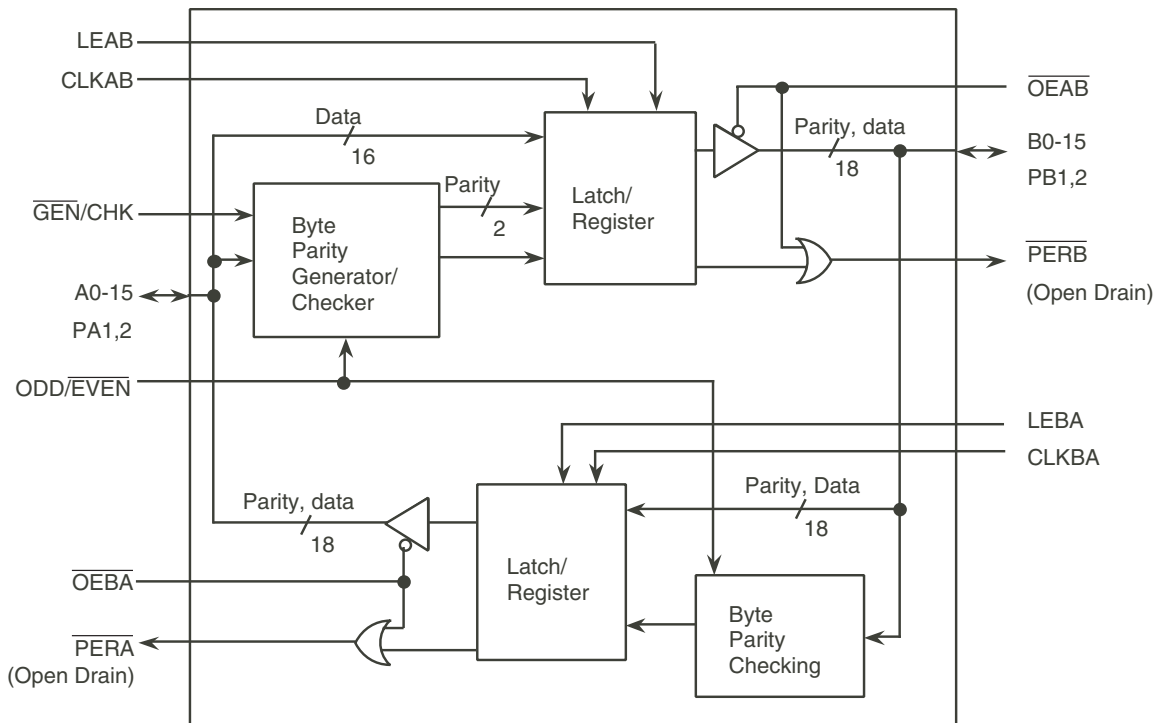 LEAB
CLKAB
OEAB
Data
16
Parity, data
18
B0-15
PB1,2
Parity
2
Latch/
Register
GEN/CHK
Byte
Parity
Generator/
Checker
PERB
(Open Drain)
A0-15
PA1,2
ODD/EVEN
LEBA
CLKBA
Parity, data
18
Parity, Data
18
Latch/
Register
OEBA
Byte
Parity
Checking
PERA
(Open Drain)